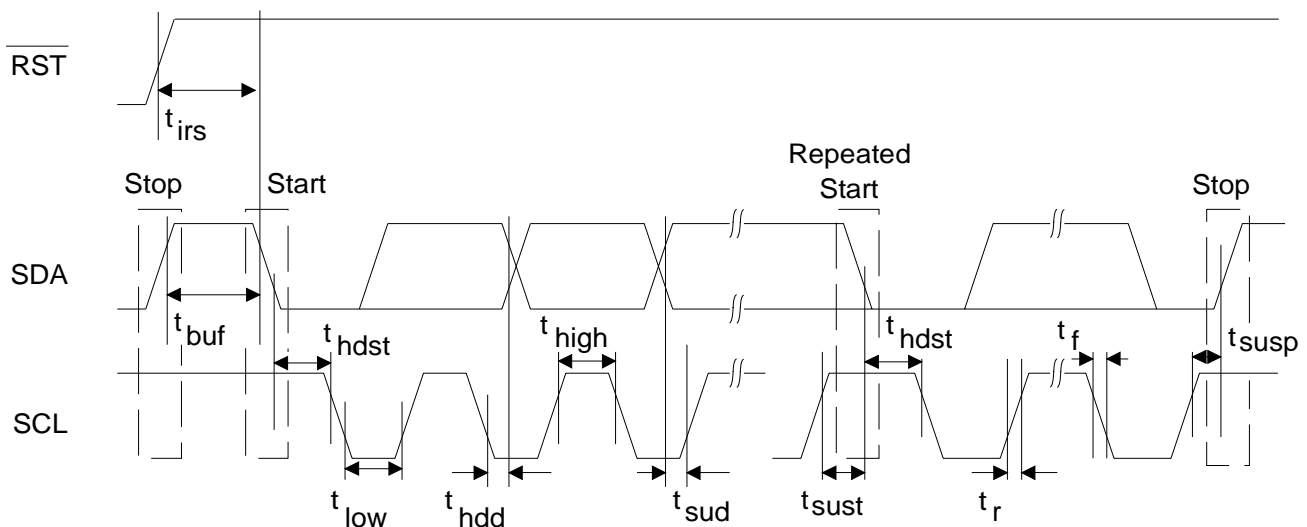 RST
t irs
Repeated
Start
Stop
Start
Stop
SDA
t buf
t hdst
t high
t hdst
t f
t susp
SCL
t low
t hdd
t sud
t sust
t r